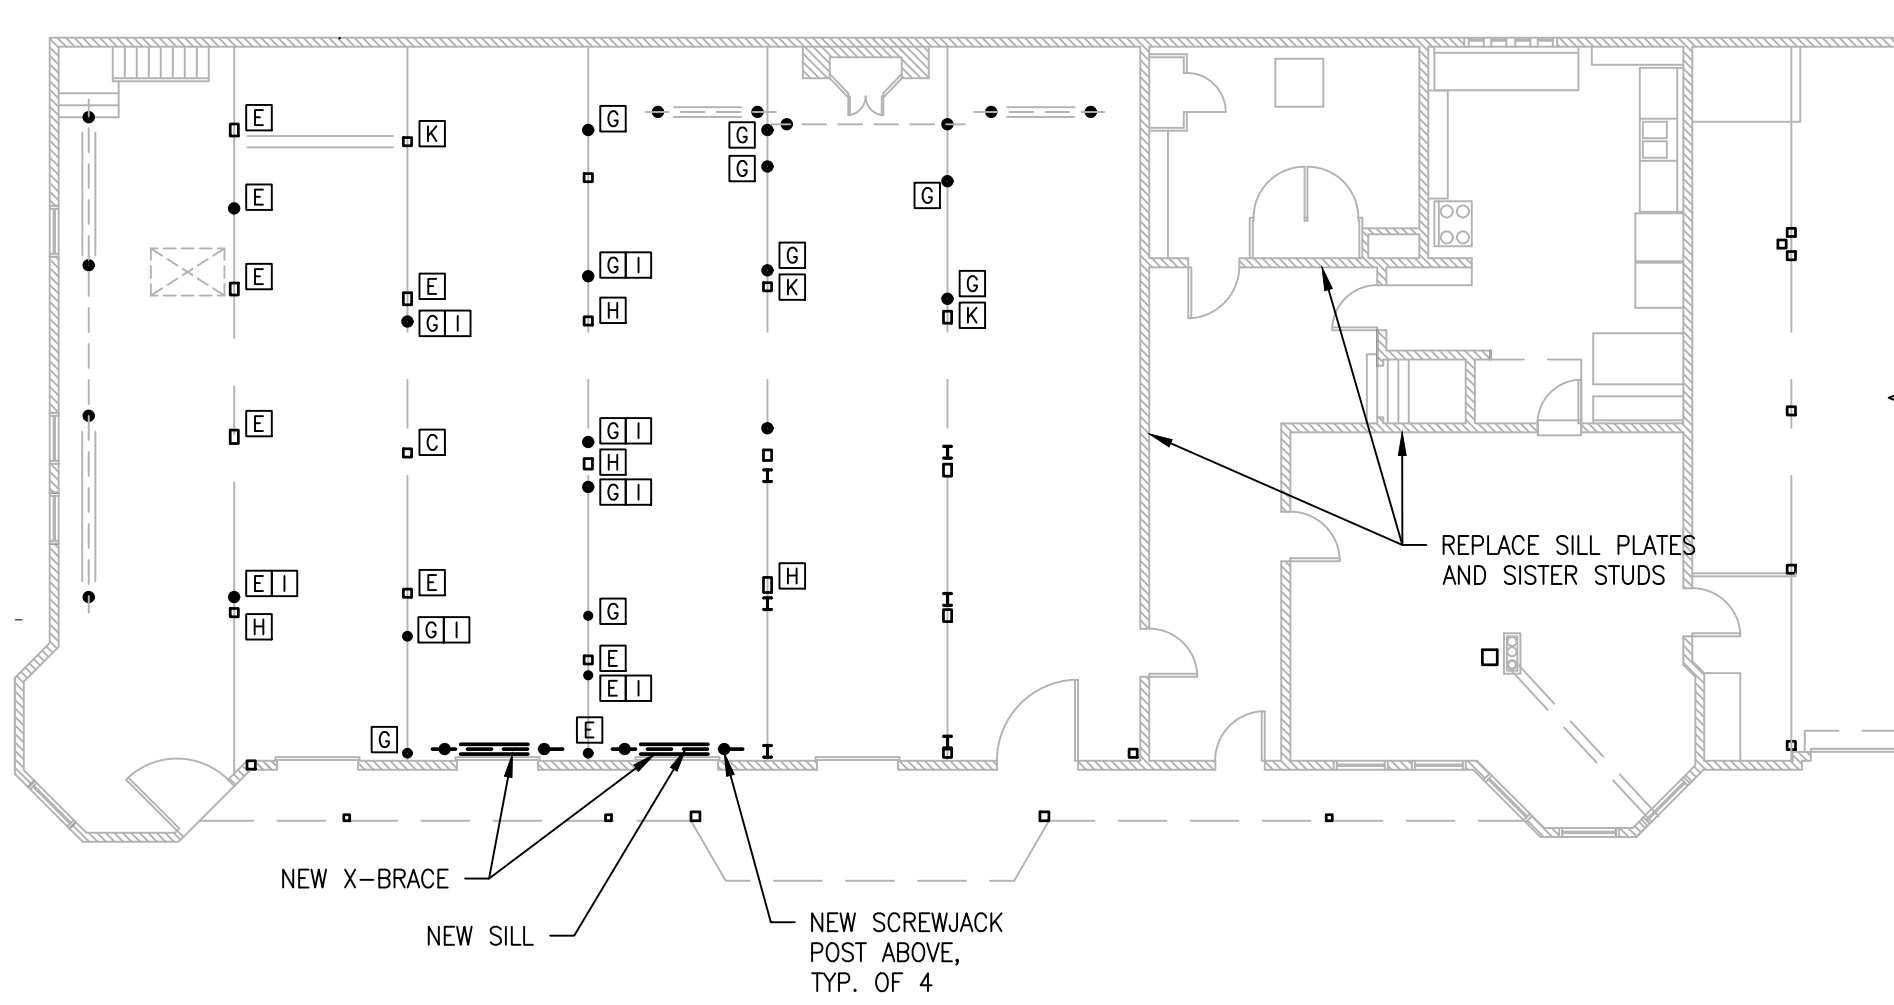 E
K
G
G
G
E
G
E
E
G I
H
G
K
G
K
E
G I
E
C
G I
H
G I
E I
H
E
G I
G
E
E I
H
G
E
REPLACE SILL PLATES
AND SISTER STUDS
NEW X-BRACE
NEW SILL
NEW SCREWJACK
POST ABOVE,
TYP. OF 4